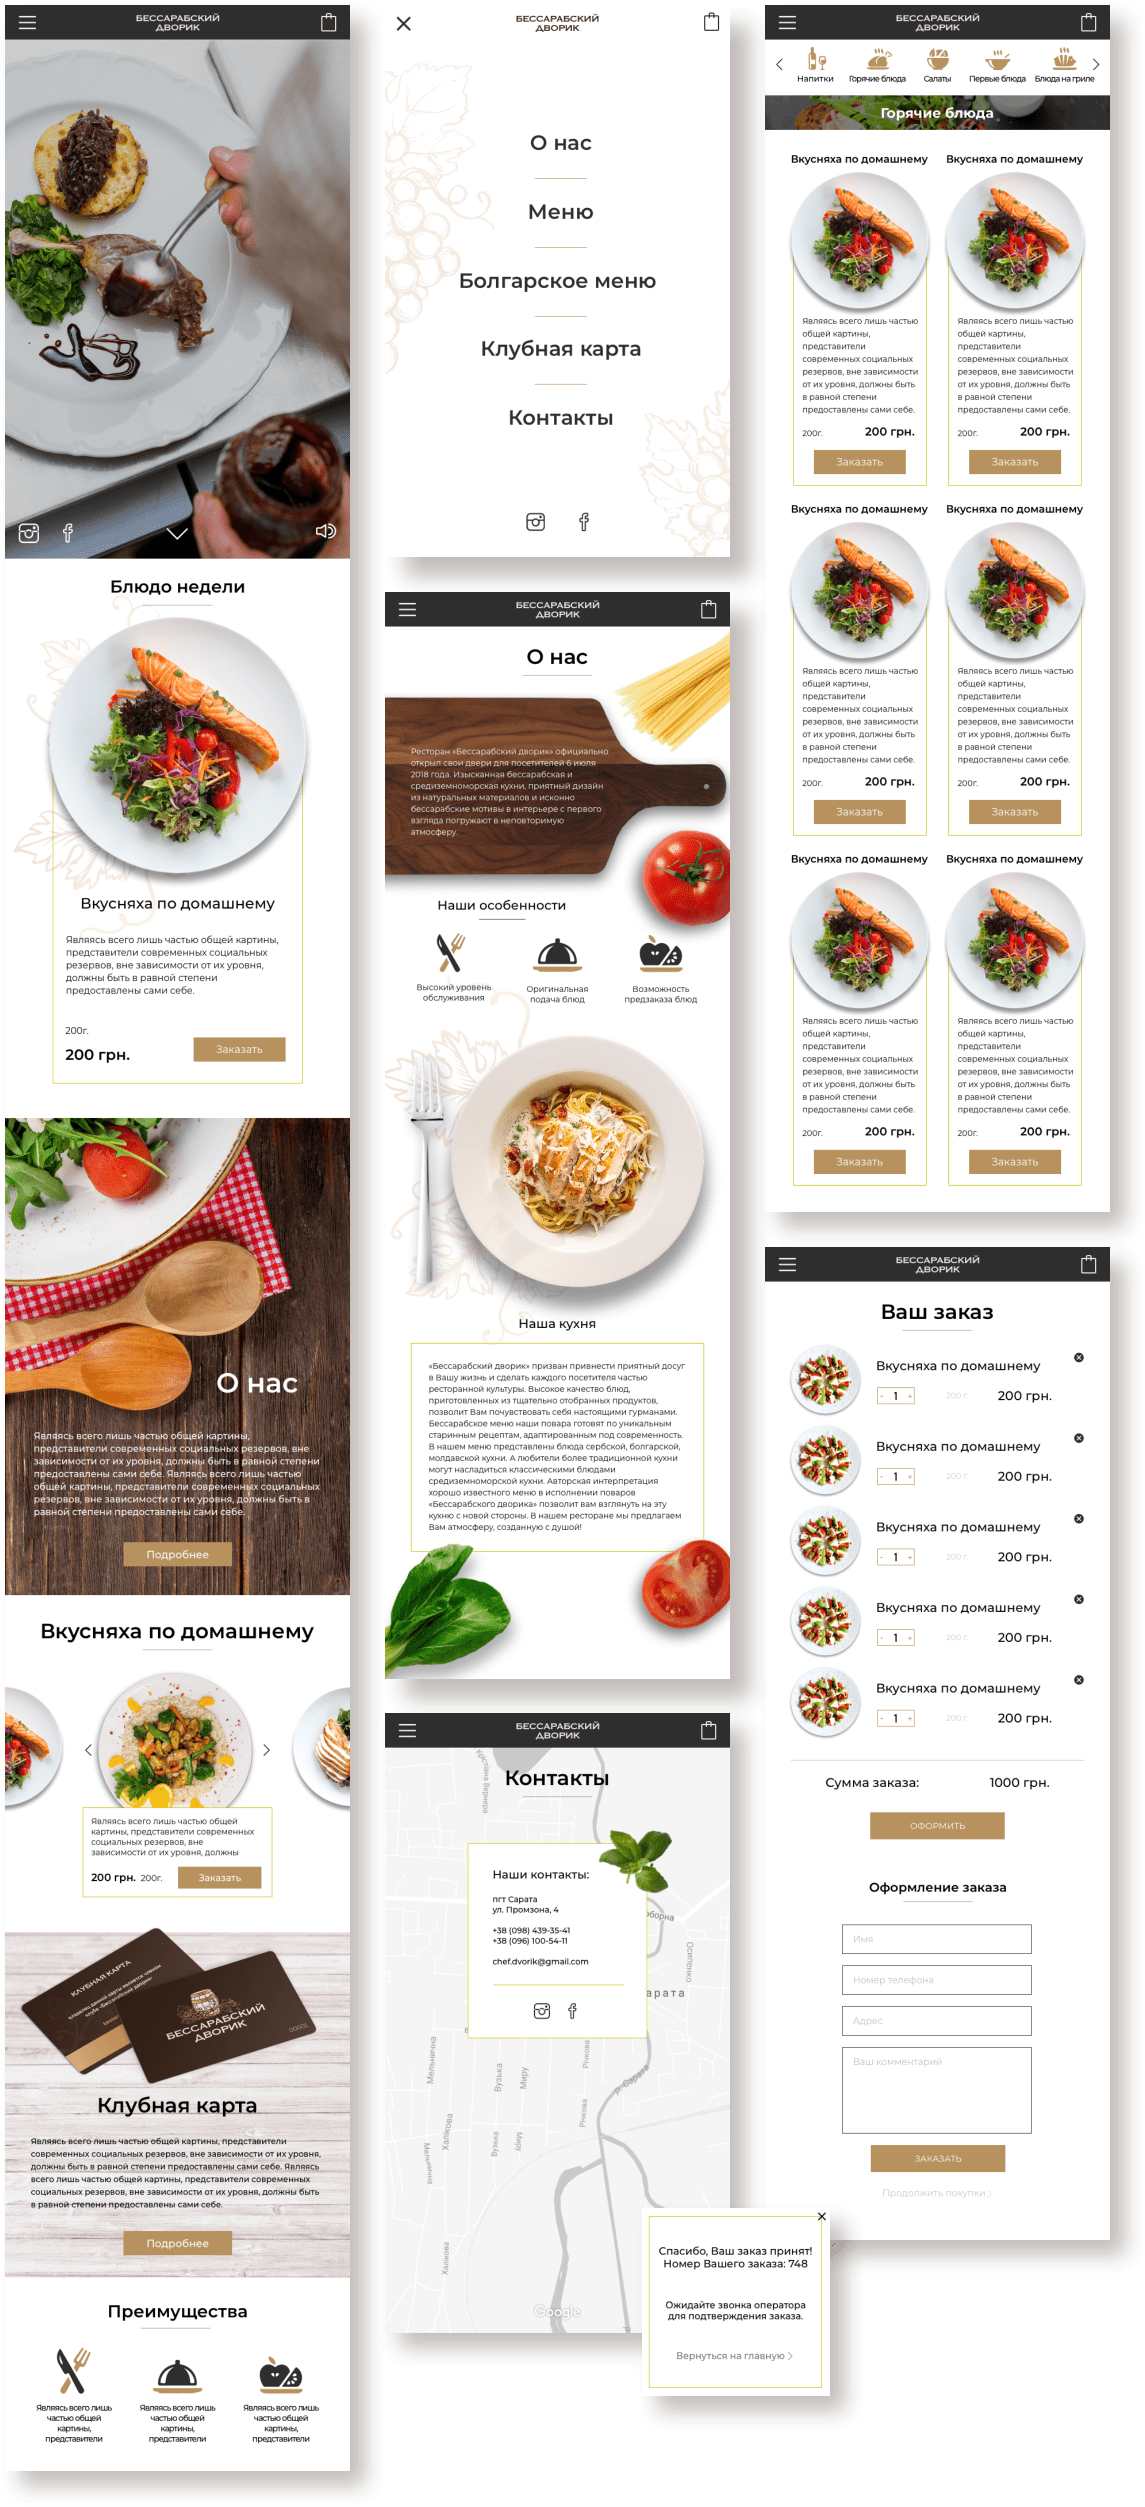 БЕССАРАБСКИЙ
ДВОРИК
Блюдо недели
Вкусняха по домашнему
Являясь всего лишь частью общей картины,
представители современных социальных
резервов, вне зависимости от их уровня,
должны быть в равной степени
предоставлены сами себе.
200г.
200 грн.
Заказать
О нас
Являясь всего лишь частью общей картины,
представители современных социальных резервов, вне
зависимости от их уровня, должны быть в равной степени
предоставлены сами себе. Являясь всего лишь частью
общей картины, представители современных социальных
резервов, вне зависимости от их уровня, должны быть в
равной степени предоставлены сами себе.
Подробнее
Вкусняха по домашнему
Являясь всего лишь частью общей
картины, представители современных
социальных резервов, вне
зависимости от их уровня, должны
200 грн. 200г.
Заказать
КЛУБНАЯ КАРТА
владелец данной карты является членом
клуба «Бессарабский дворик»
БЕССАРАБСКИЙ
ДВОРИК
00001
Клубная карта
Являясь всего лишь частью общей картины, представители
современных социальных резервов, вне зависимости от их уровня,
должны быть в равной степени предоставлены сами себе. Являясь
всего лишь частью общей картины, представители современных
социальных резервов, вне зависимости от их уровня, должны быть
в равной степени предоставлены сами себе.
Подробнее
Преимущества
Являясь всего лишь
частью общей
картины,
представители
Являясь всего лишь
частью общей
картины,
представители
Являясь всего лишь
частью общей
картины,
представители
БЕССАРАБСКИЙ
ДВОРИК
О нас
Меню
Болгарское меню
Клубная карта
Контакты
БЕССАРАБСКИЙ
ДВОРИК
О нас
Ресторан «Бессарабский дворик» официально
открыл свои двери для посетителей 6 июля
2018 года. Изысканная бессарабская и
средиземноморская кухни, приятный дизайн
из натуральных материалов и исконно
бессарабские мотивы в интерьере с первого
взгляда погружают в неповторимую
атмосферу.
Наши особенности
Высокий уровень
обслуживания
Оригинальная
подача блюд
Возможность
предзаказа блюд
Наша кухня
«Бессарабский дворик» призван привнести приятный досуг
в Вашу жизнь и сделать каждого посетителя частью
ресторанной культуры. Высокое качество блюд,
приготовленных из тщательно отобранных продуктов,
позволит Вам почувствовать себя настоящими гурманами.
Бессарабское меню наши повара готовят по уникальным
старинным рецептам, адаптированным под современность.
В нашем меню представлены блюда сербской, болгарской,
молдавской кухни. А любители более традиционной кухни
могут насладиться классическими блюдами
средиземноморской кухни. Авторская интерпретация
хорошо известного меню в исполнении поваров
«Бессарабского дворика» позволит вам взглянуть на эту
кухню с новой стороны. В нашем ресторане мы предлагаем
Вам атмосферу, созданную с душой!
БЕССАРАБСКИЙ
ДВОРИК
Контакты
Костяна Вернера
Наши контакты:
пгт Сарата
ул. Промзона, 4
+38 (098) 439-35-41
+38 (096) 100-54-11
chef.dvorik@gmail.com
оборна
Осипенко
арата
Мельнична
Вузька
Миру
Річкова
р. Сарата
Халікова
Мельнична
Вузька
Миру
Річкова
Халікова
Google
БЕССАРАБСКИЙ
ДВОРИК
Напитки
Горячие блюда
Салаты
Первые блюда
Блюда на гриле
Горячие блюда
Вкусняха по домашнему
Являясь всего лишь частью
общей картины,
представители
современных социальных
резервов, вне зависимости
от их уровня, должны быть
в равной степени
предоставлены сами себе.
200г.
200 грн.
Заказать
Вкусняха по домашнему
Являясь всего лишь частью
общей картины,
представители
современных социальных
резервов, вне зависимости
от их уровня, должны быть
в равной степени
предоставлены сами себе.
200г.
200 грн.
Заказать
Вкусняха по домашнему
Являясь всего лишь частью
общей картины,
представители
современных социальных
резервов, вне зависимости
от их уровня, должны быть
в равной степени
предоставлены сами себе.
200г.
200 грн.
Заказать
Вкусняха по домашнему
Являясь всего лишь частью
общей картины,
представители
современных социальных
резервов, вне зависимости
от их уровня, должны быть
в равной степени
предоставлены сами себе.
200г.
200 грн.
Заказать
Вкусняха по домашнему
Являясь всего лишь частью
общей картины,
представители
современных социальных
резервов, вне зависимости
от их уровня, должны быть
в равной степени
предоставлены сами себе.
200г.
200 грн.
Заказать
Вкусняха по домашнему
Являясь всего лишь частью
общей картины,
представители
современных социальных
резервов, вне зависимости
от их уровня, должны быть
в равной степени
предоставлены сами себе.
200г.
200 грн.
Заказать
БЕССАРАБСКИЙ
ДВОРИК
Ваш заказ
Вкусняха по домашнему
- 1 +
200 г.
200 грн.
Вкусняха по домашнему
- 1 +
200 г.
200 грн.
Вкусняха по домашнему
- 1 +
200 г.
200 грн.
Вкусняха по домашнему
- 1 +
200 г.
200 грн.
Вкусняха по домашнему
- 1 +
200 г.
200 грн.
Сумма заказа:
1000 грн.
ОФОРМИТЬ
Оформление заказа
Имя
Номер телефона
Адрес
Ваш комментарий
ЗАКАЗАТЬ
Продолжить покупки
Спасибо, Ваш заказ принят!
Номер Вашего заказа: 748
Ожидайте звонка оператора
для подтверждения заказа.
Вернуться на главную